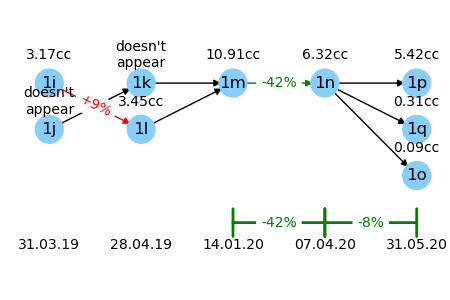 3.17cc
doesn't
appear
10.91cc
6.32cc
5.42cc
1i
1k
1m
-42%
1n
1p
doesn't
appear
+9%
3.45cc
0.31cc
1j
1l
1q
0.09cc
1o
-42%
-8%
31.03.19
28.04.19
14.01.20
07.04.20
31.05.20